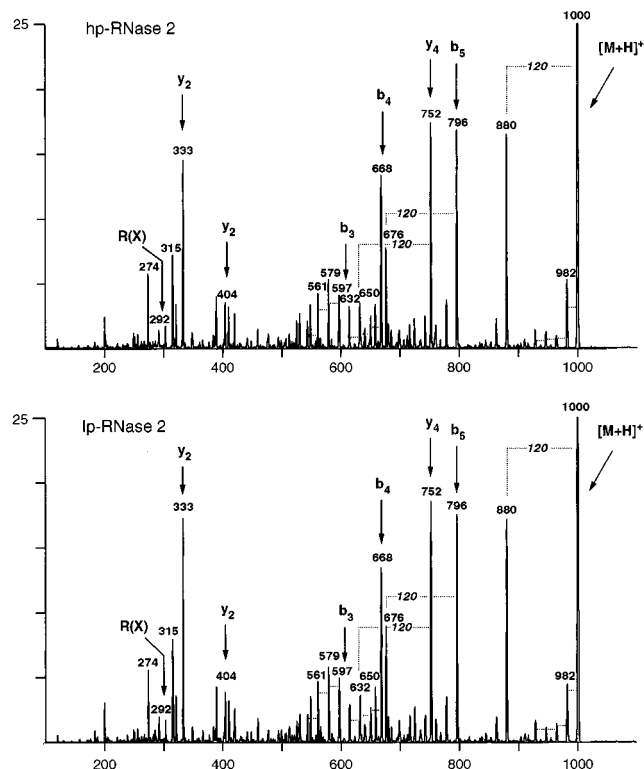 25
hp-RNase 2
1000
y2
y4
b5
120
[M+H]+
b4
752
796
880
333
668
R(X)
y2
b3
120
676
120
315
274
579
561
597
632
650
982
404
292
200
400
600
800
1000
25
lp-RNase 2
1000
y2
y4
b5
120
[M+H]+
b4
752
796
880
333
668
R(X)
y2
b3
120
676
120
315
274
579
561
597
632
650
982
404
292
200
400
600
800
1000